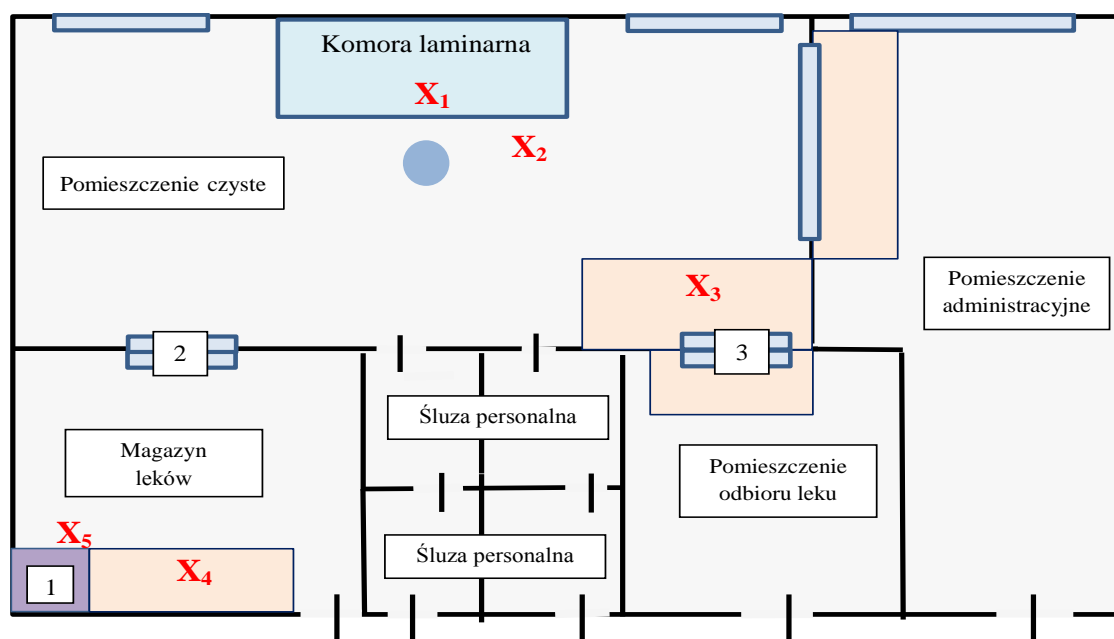 Komora laminarna
X₁
X₂
Pomieszczenie czyste
X₃
Pomieszczenie
administracyjne
2
3
Śluza personalna
Magazyn
leków
Pomieszczenie
odbioru leku
X₅
Śluza personalna
X₄
1